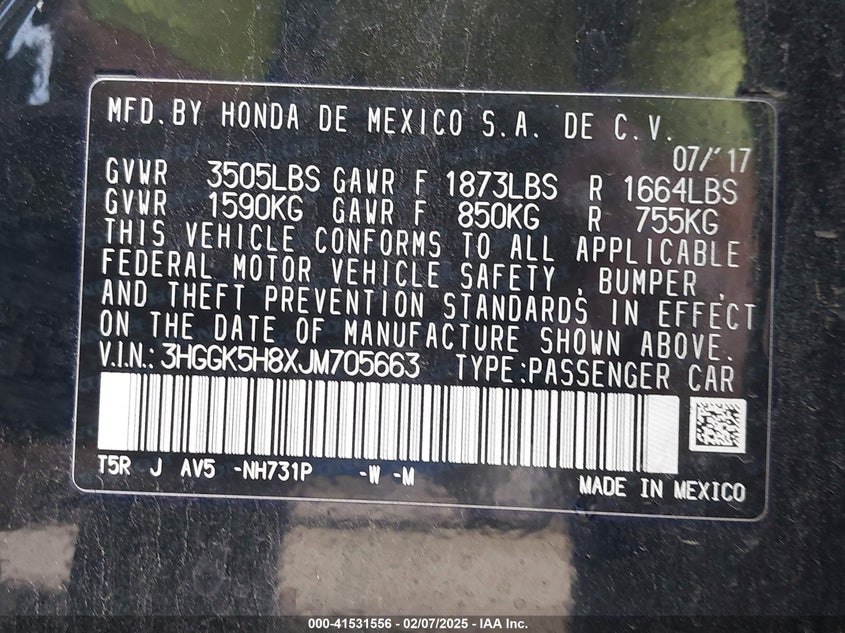 MFD. BY HONDA DE MEXICO S.A. DE C.V.
07/'17
GVWR 3505LBS GAWR F 1873LBS R 1664LBS
GVWR 1590KG GAWR F 850KG R 755KG
THIS VEHICLE CONFORMS TO ALL APPLICABLE
FEDERAL MOTOR VEHICLE SAFETY , BUMPER ,
AND THEFT PREVENTION STANDARDS IN EFFECT
ON THE DATE OF MANUFACTURE SHOWN ABOVE.
V.I.N.: 3HGGK5H8XJM705663 TYPE:PASSENGER CAR
T5R J AV5 -NH731P -W -M
MADE IN MEXICO
000-41531556 - 02/07/2025 - IAA Inc.